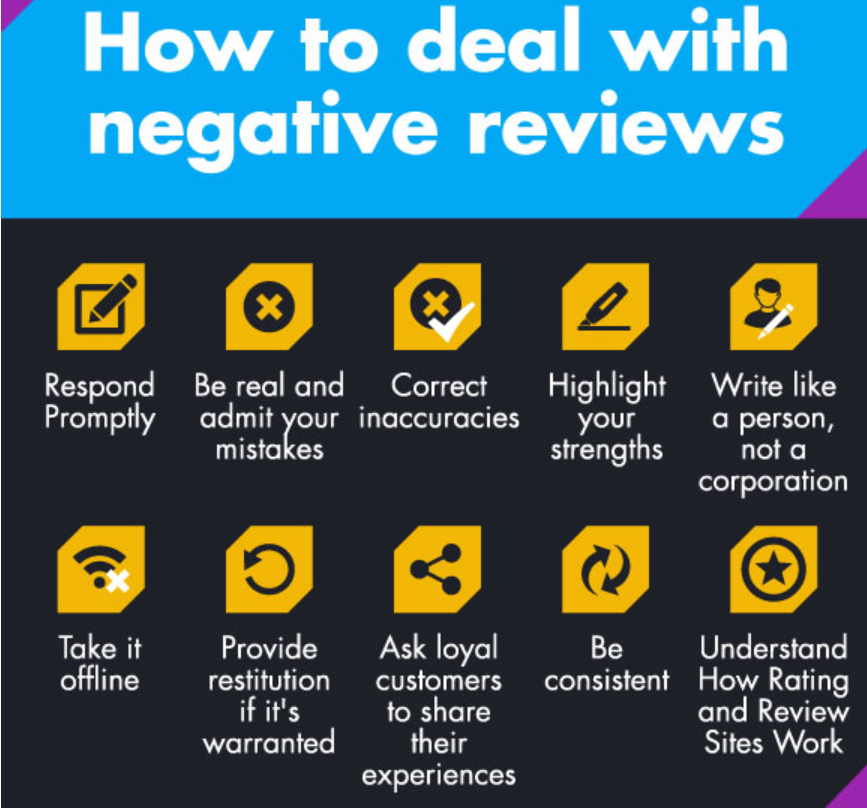 How to deal with
negative reviews
Respond
Promptly
Be real and
admit your
mistakes
Correct
inaccuracies
Highlight
your
strengths
Write like
a person,
not a
corporation
Take it
offline
Provide
restitution
if it's
warranted
Ask loyal
customers
to share
their
experiences
Be
consistent
Understand
How Rating
and Review
Sites Work